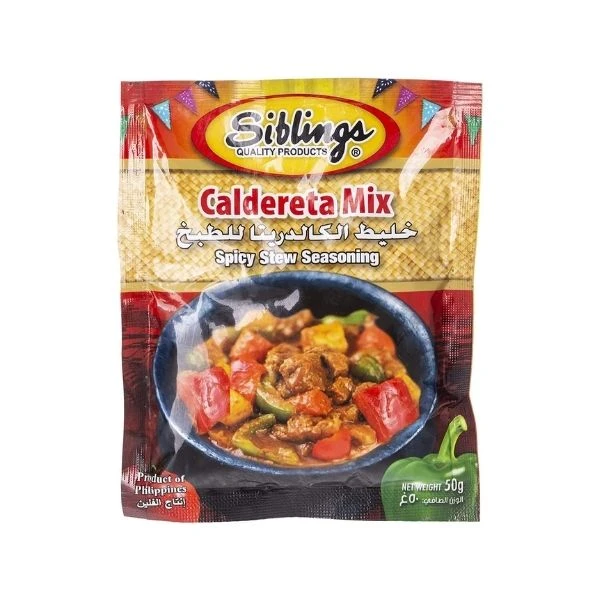 Siblings
QUALITY PRODUCTS ®
Caldereta Mix
خليط الكالدريتا للطبخ
Spicy Stew Seasoning
Product of
Philippines
إنتاج الفلبين
NET WEIGHT 50g
الوزن الصافي: ٥٠غ